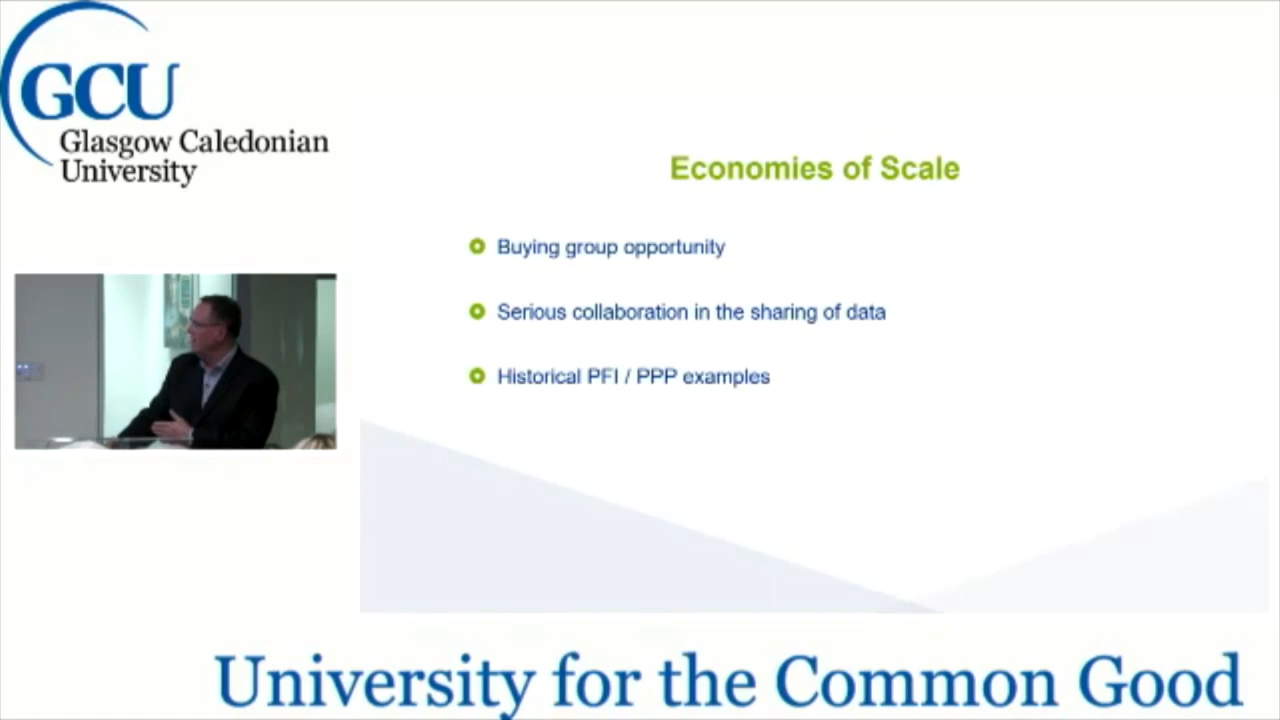 GCU
Glasgow Caledonian
University
Economies of Scale
Buying group opportunity
Serious collaboration in the sharing of data
Historical PFI / PPP examples
University for the Common Good